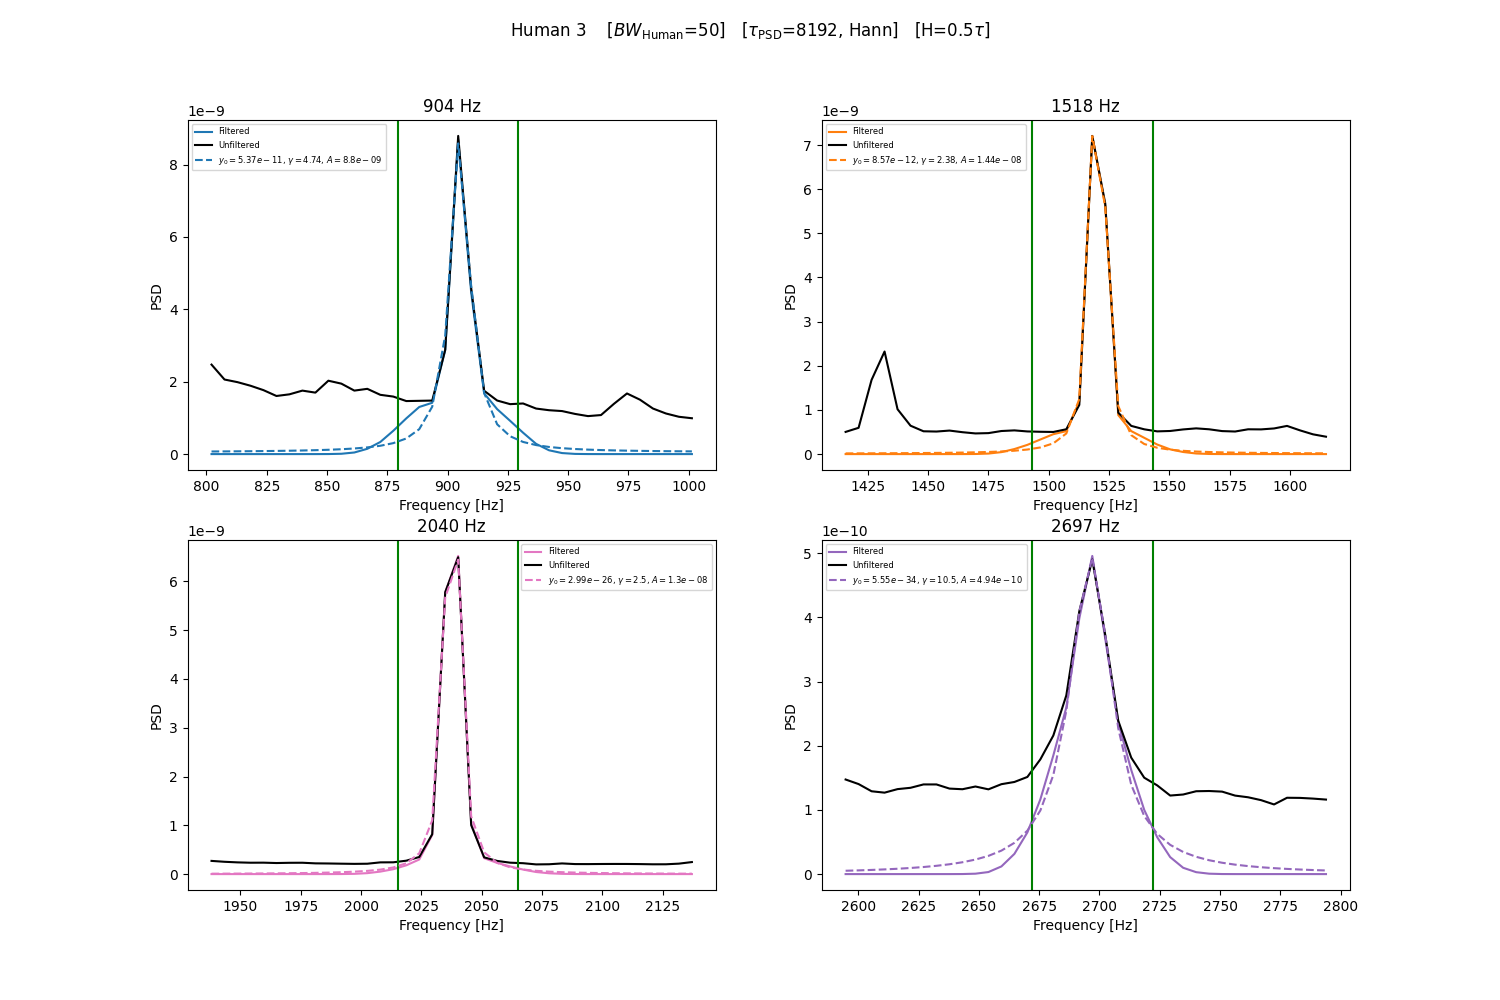 Human 3    [BW_Human=50]   [τ_PSD=8192, Hann]   [H=0.5τ]
904 Hz
1e−9
Filtered
Unfiltered
y₀ = 5.37e−11, γ = 4.74, A = 8.8e−09
8
6
4
2
0
PSD
800 825 850 875 900 925 950 975 1000
Frequency [Hz]
1518 Hz
1e−9
Filtered
Unfiltered
y₀ = 8.57e−12, γ = 2.38, A = 1.44e−08
7
6
5
4
3
2
1
0
PSD
1425 1450 1475 1500 1525 1550 1575 1600
Frequency [Hz]
2040 Hz
1e−9
Filtered
Unfiltered
y₀ = 2.99e−26, γ = 2.5, A = 1.3e−08
6
5
4
3
2
1
0
PSD
1950 1975 2000 2025 2050 2075 2100 2125
Frequency [Hz]
2697 Hz
1e−10
Filtered
Unfiltered
y₀ = 5.55e−34, γ = 10.5, A = 4.94e−10
5
4
3
2
1
0
PSD
2600 2625 2650 2675 2700 2725 2750 2775 2800
Frequency [Hz]